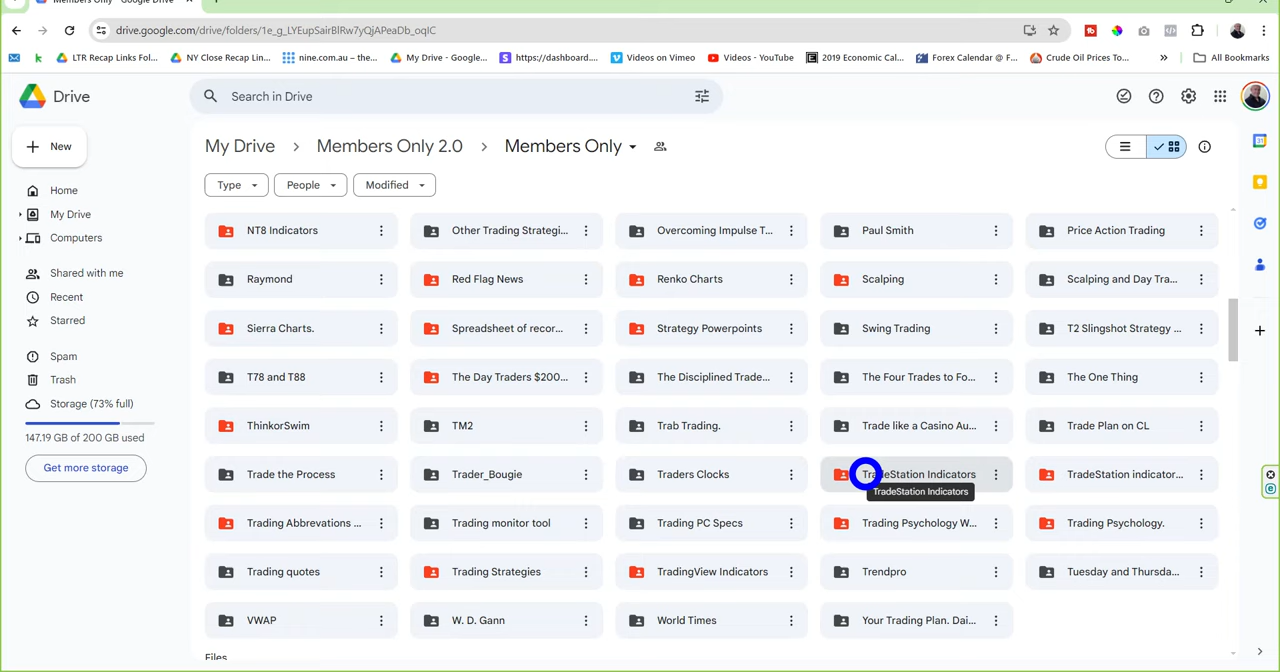 Members Only - Google Drive
drive.google.com/drive/folders/1e_g_LYEupSairBlRw7yQjAPeaDb_oqIC
LTR Recap Links Fol...
NY Close Recap Lin...
nine.com.au – the...
My Drive - Google...
https://dashboard....
Videos on Vimeo
Videos - YouTube
2019 Economic Cal...
Forex Calendar @ F...
Crude Oil Prices To...
»
All Bookmarks
Drive
Search in Drive
New
My Drive
Members Only 2.0
Members Only
Type
People
Modified
Home
My Drive
Computers
Shared with me
Recent
Starred
Spam
Trash
Storage (73% full)
147.19 GB of 200 GB used
Get more storage
NT8 Indicators
Other Trading Strategi...
Overcoming Impulse T...
Paul Smith
Price Action Trading
Raymond
Red Flag News
Renko Charts
Scalping
Scalping and Day Tra...
Sierra Charts.
Spreadsheet of recor...
Strategy Powerpoints
Swing Trading
T2 Slingshot Strategy ...
T78 and T88
The Day Traders $200...
The Disciplined Trade...
The Four Trades to Fo...
The One Thing
ThinkorSwim
TM2
Trab Trading.
Trade like a Casino Au...
Trade Plan on CL
Trade the Process
Trader_Bougie
Traders Clocks
TradeStation Indicators
TradeStation indicator...
TradeStation Indicators
Trading Abbrevations ...
Trading monitor tool
Trading PC Specs
Trading Psychology W...
Trading Psychology.
Trading quotes
Trading Strategies
TradingView Indicators
Trendpro
Tuesday and Thursda...
VWAP
W. D. Gann
World Times
Your Trading Plan. Dai...
Files